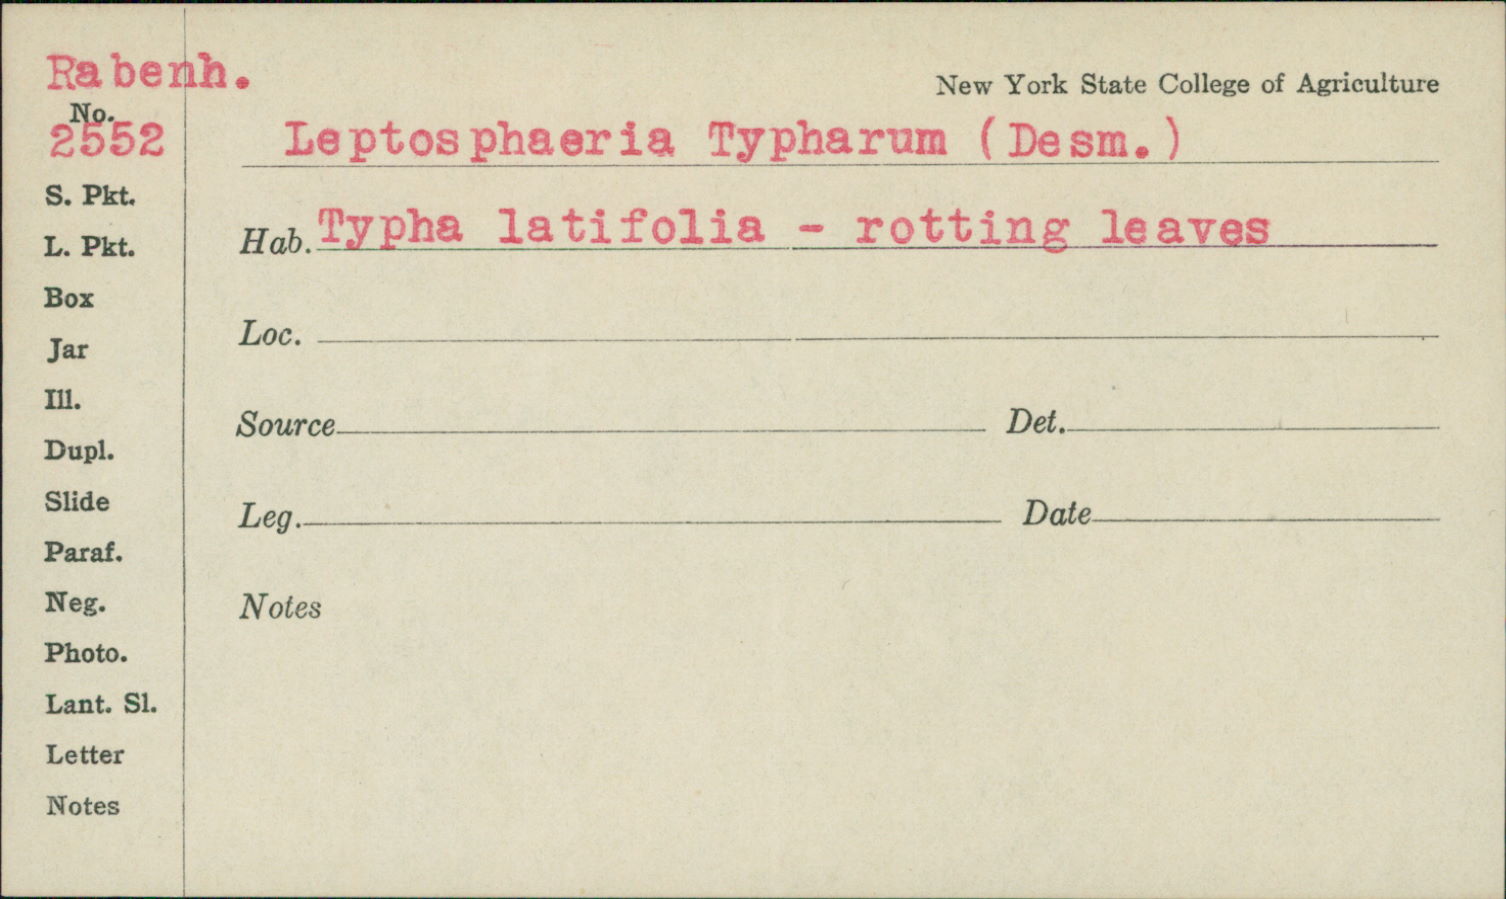 Rabenh.
New York State College of Agriculture
No.
2552
Leptosphaeria Typharum (Desm.)
S. Pkt.
Hab. Typha latifolia - rotting leaves
L. Pkt.
Box
Loc.
Jar
Ill.
Source Det.
Dupl.
Slide
Leg. Date
Paraf.
Neg.
Notes
Photo.
Lant. Sl.
Letter
Notes